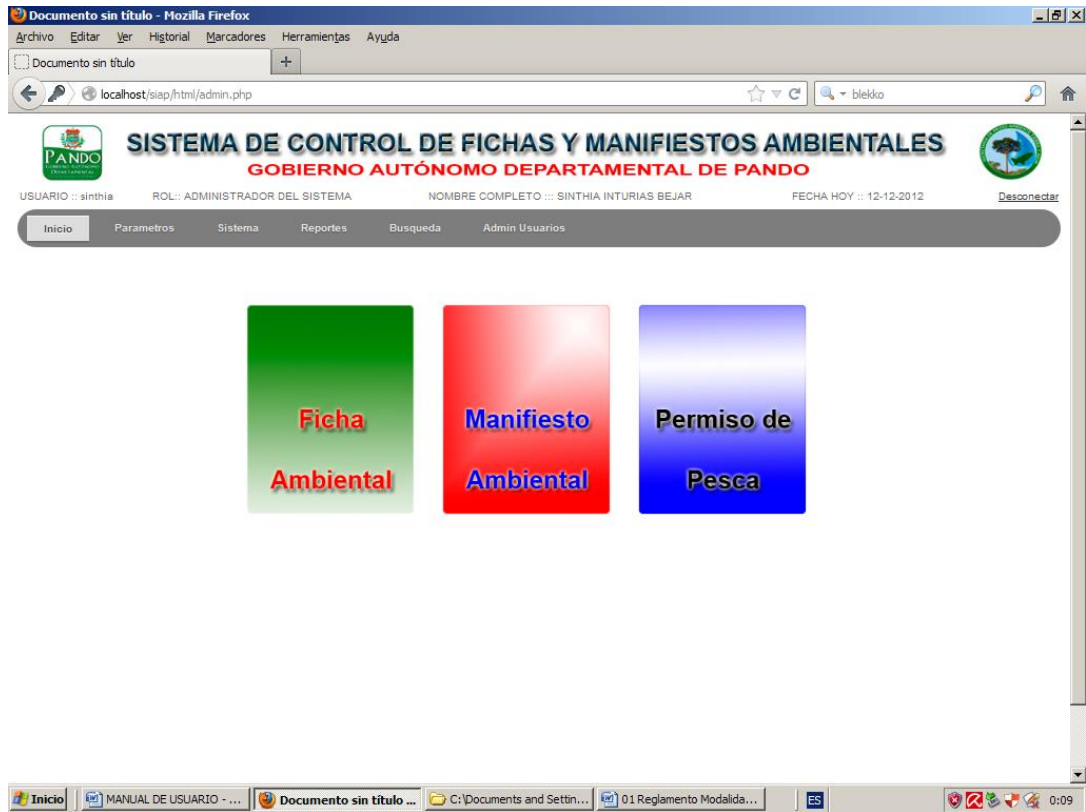 Documento sin título - Mozilla Firefox
Archivo Editar Ver Historial Marcadores Herramientas Ayuda
Documento sin título
localhost/siap/html/admin.php
blekko
PANDO
SISTEMA DE CONTROL DE FICHAS Y MANIFIESTOS AMBIENTALES
GOBIERNO AUTÓNOMO DEPARTAMENTAL DE PANDO
USUARIO :: sinthia ROL:: ADMINISTRADOR DEL SISTEMA NOMBRE COMPLETO ::: SINTHIA INTURIAS BEJAR FECHA HOY :: 12-12-2012 Desconectar
Inicio Parametros Sistema Reportes Busqueda Admin Usuarios
Ficha
Ambiental
Manifiesto
Ambiental
Permiso de
Pesca
Inicio MANUAL DE USUARIO - ... Documento sin título ... C:\Documents and Settin... 01 Reglamento Modalida... ES 0:09